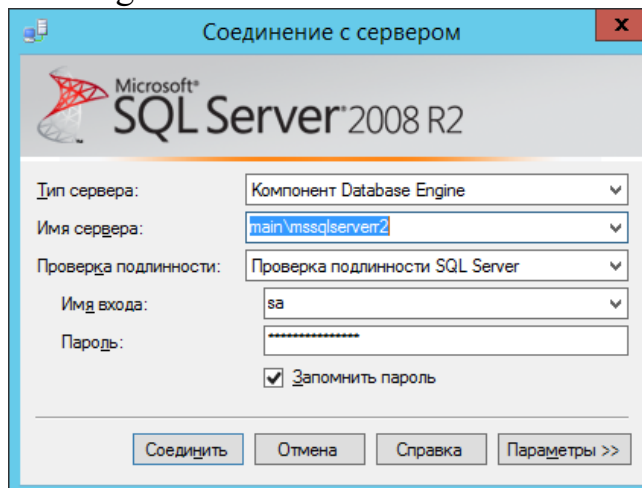 Соединение с сервером
x
Microsoft®
SQL Server® 2008 R2
Тип сервера: Компонент Database Engine
Имя сервера: main\mssqlserverr2
Проверка подлинности: Проверка подлинности SQL Server
Имя входа: sa
Пароль: ***************
Запомнить пароль
Соединить Отмена Справка Параметры >>